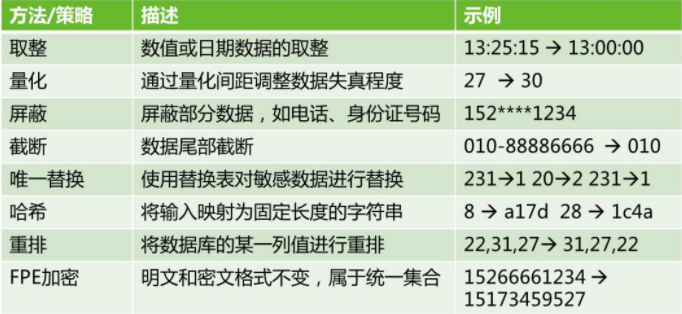 方法/策略 描述 示例
取整 数值或日期数据的取整 13:25:15 → 13:00:00
量化 通过量化间距调整数据失真程度 27 → 30
屏蔽 屏蔽部分数据，如电话、身份证号码 152****1234
截断 数据尾部截断 010-88886666 → 010
唯一替换 使用替换表对敏感数据进行替换 231→1 20→2 231→1
哈希 将输入映射为固定长度的字符串 8 → a17d 28 → 1c4a
重排 将数据库的某一列值进行重排 22,31,27→ 31,27,22
FPE加密 明文和密文格式不变，属于统一集合 15266661234 →
15173459527